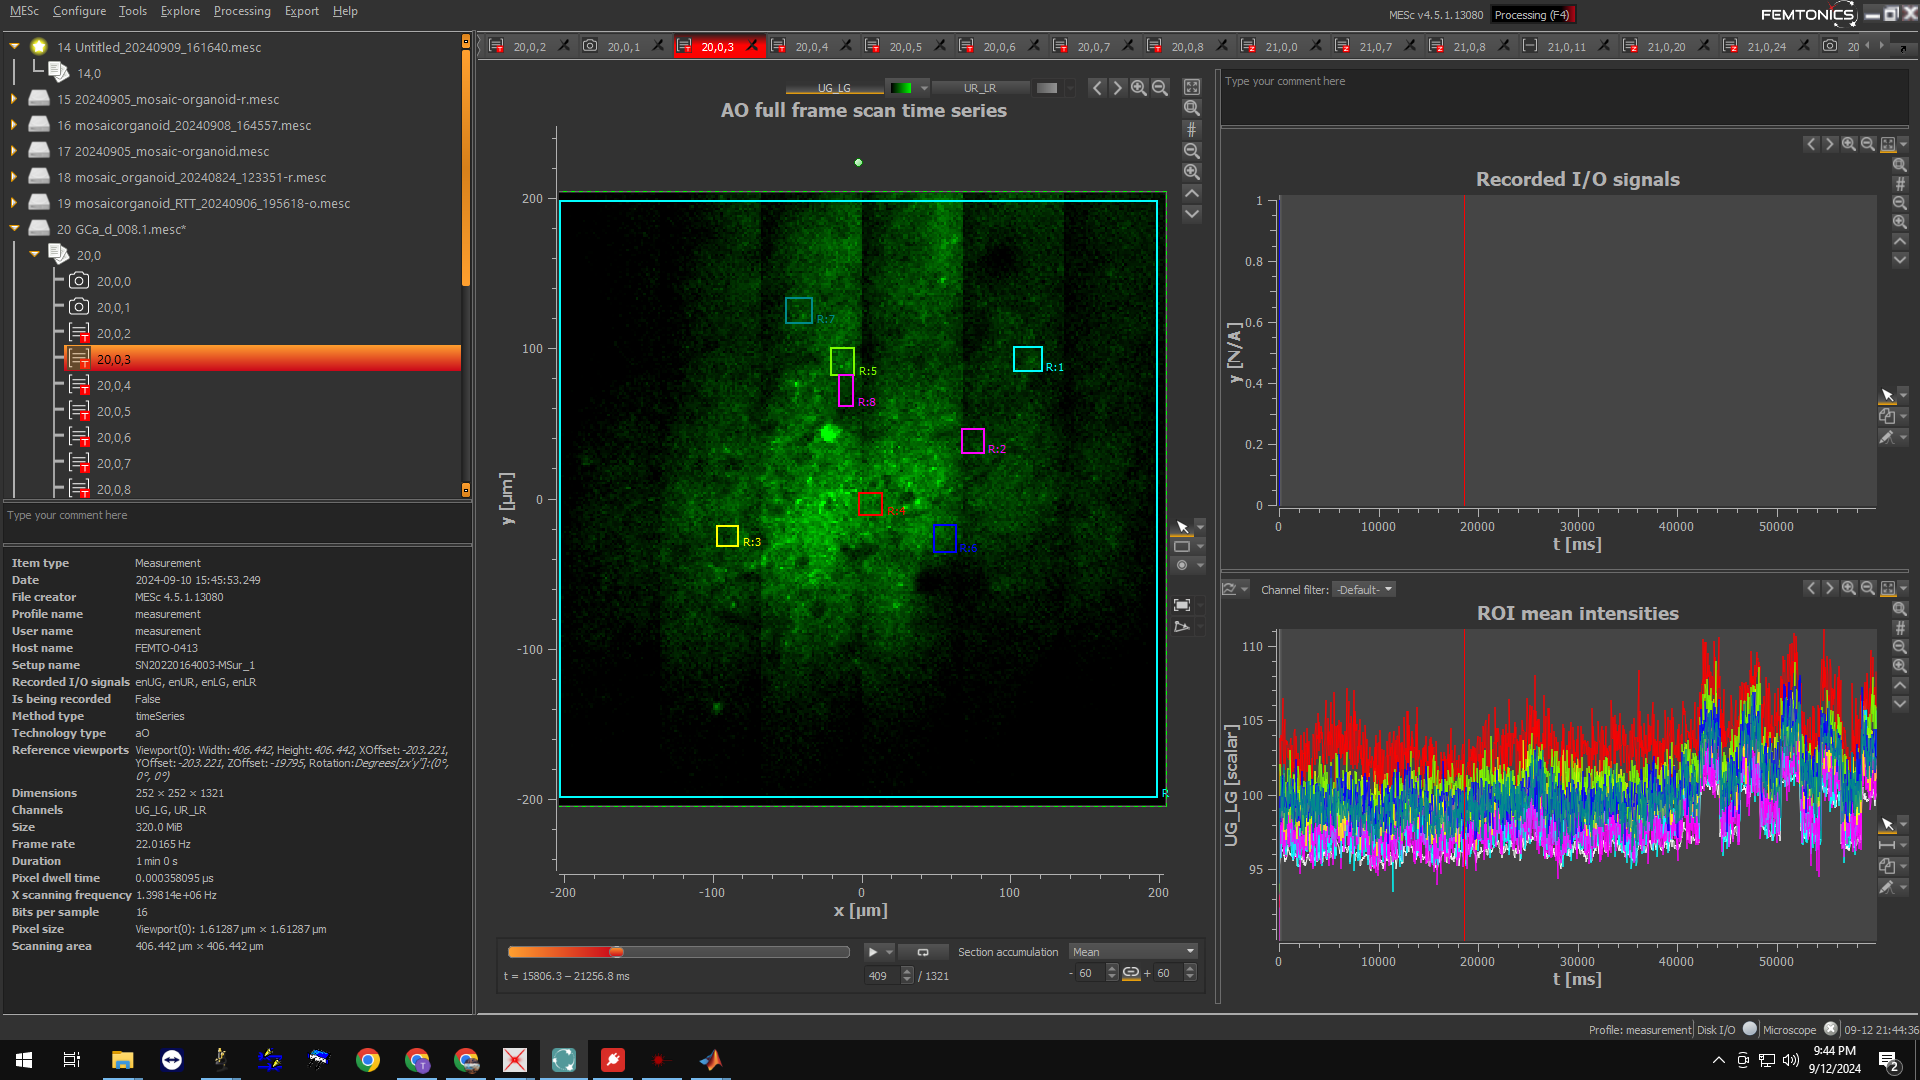 MESc Configure Tools Explore Processing Export Help
MESc v4.5.1.13080 Processing (F4) FEMTONICS
14 Untitled_20240909_161640.mesc
14,0
15 20240905_mosaic-organoid-r.mesc
16 mosaicorganoid_20240908_164557.mesc
17 20240905_mosaic-organoid.mesc
18 mosaic_organoid_20240824_123351-r.mesc
19 mosaicorganoid_RTT_20240906_195618-o.mesc
20 GCa_d_008.1.mesc*
20,0
20,0,0
20,0,1
20,0,2
20,0,3
20,0,4
20,0,5
20,0,6
20,0,7
20,0,8
Type your comment here
Item type Measurement
Date 2024-09-10 15:45:53.249
File creator MESc 4.5.1.13080
Profile name measurement
User name measurement
Host name FEMTO-0413
Setup name SN20220164003-MSur_1
Recorded I/O signals enUG, enUR, enLG, enLR
Is being recorded False
Method type timeSeries
Technology type aO
Reference viewports Viewport(0): Width: 406.442, Height: 406.442, XOffset: -203.221,
YOffset: -203.221, ZOffset: -19795, Rotation:Degrees[zx'y'']:(0°,
0°, 0°)
Dimensions 252 × 252 × 1321
Channels UG_LG, UR_LR
Size 320.0 MiB
Frame rate 22.0165 Hz
Duration 1 min 0 s
Pixel dwell time 0.000358095 µs
X scanning frequency 1.39814e+06 Hz
Bits per sample 16
Pixel size Viewport(0): 1.61287 µm × 1.61287 µm
Scanning area 406.442 µm × 406.442 µm
20,0,2 20,0,1 20,0,3 20,0,4 20,0,5 20,0,6 20,0,7 20,0,8 21,0,0 21,0,7 21,0,8 21,0,11 21,0,20 21,0,24 20
UG_LG UR_LR
AO full frame scan time series
200
100
0
-100
-200
y [µm]
R:7
R:5
R:1
R:8
R:2
R:4
R:3
R:6
R
-200 -100 0 100 200
x [µm]
Section accumulation Mean
t = 15806.3 – 21256.8 ms
409 / 1321
- 60 + 60
Type your comment here
Recorded I/O signals
1
0.8
0.6
0.4
0.2
0
y [N/A]
0 10000 20000 30000 40000 50000
t [ms]
Channel filter: -Default-
ROI mean intensities
110
105
100
95
UG_LG [scalar]
0 10000 20000 30000 40000 50000
t [ms]
Profile: measurement Disk I/O Microscope 09-12 21:44:36
9:44 PM
9/12/2024
2